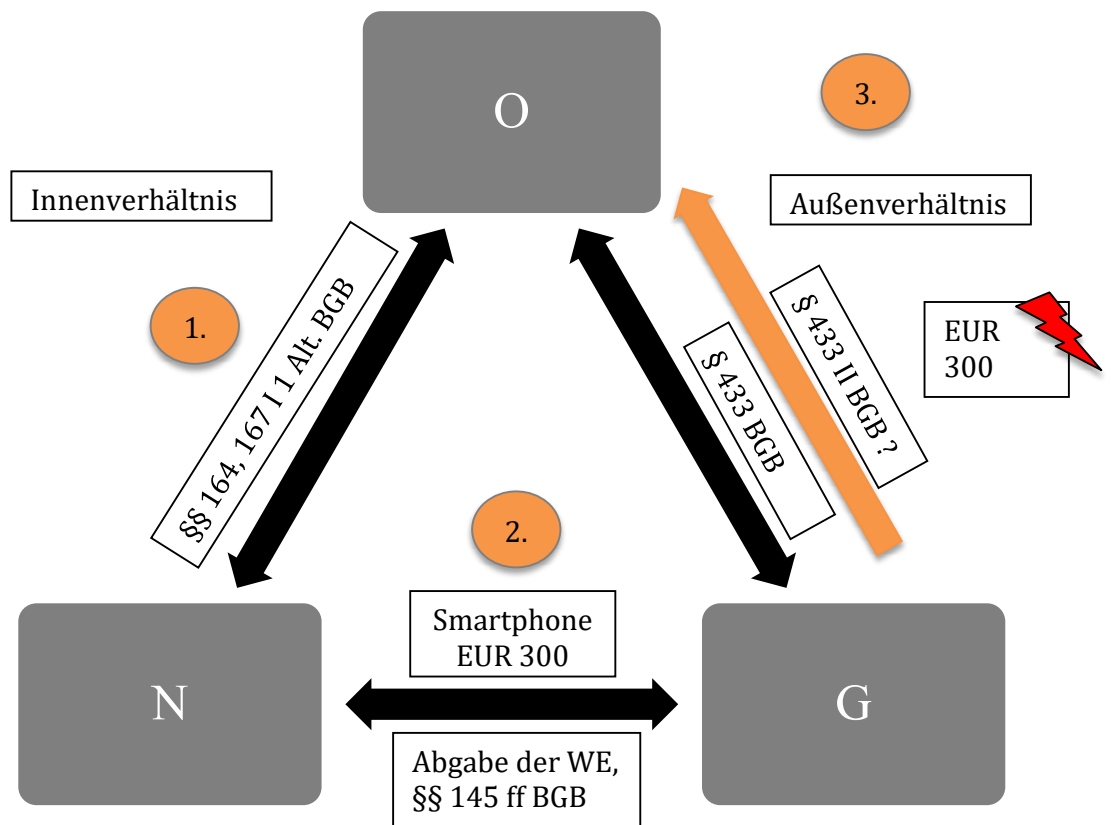 O
3.
Innenverhältnis
Außenverhältnis
1.
§§ 164, 167 I 1 Alt. BGB
§ 433 BGB
§ 433 II BGB ?
EUR
300
2.
Smartphone
EUR 300
N
G
Abgabe der WE,
§§ 145 ff BGB